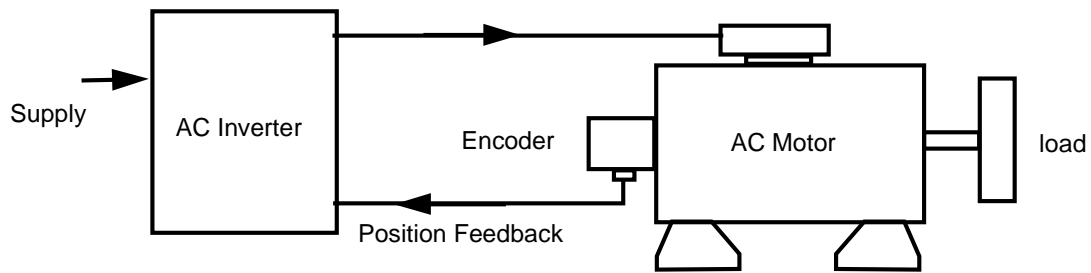 Supply
AC Inverter
Encoder
AC Motor
load
Position Feedback